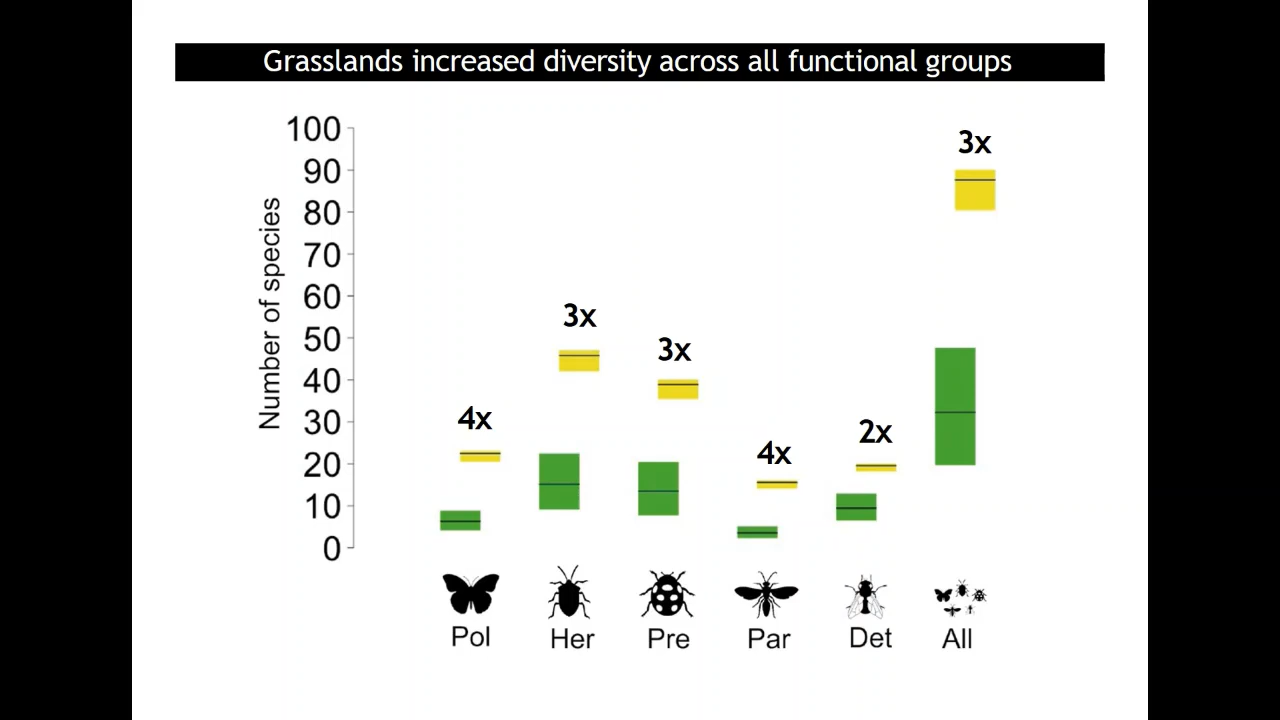 Grasslands increased diversity across all functional groups
Number of species
100
90
80
70
60
50
40
30
20
10
0
4x
3x
3x
4x
2x
3x
Pol
Her
Pre
Par
Det
All